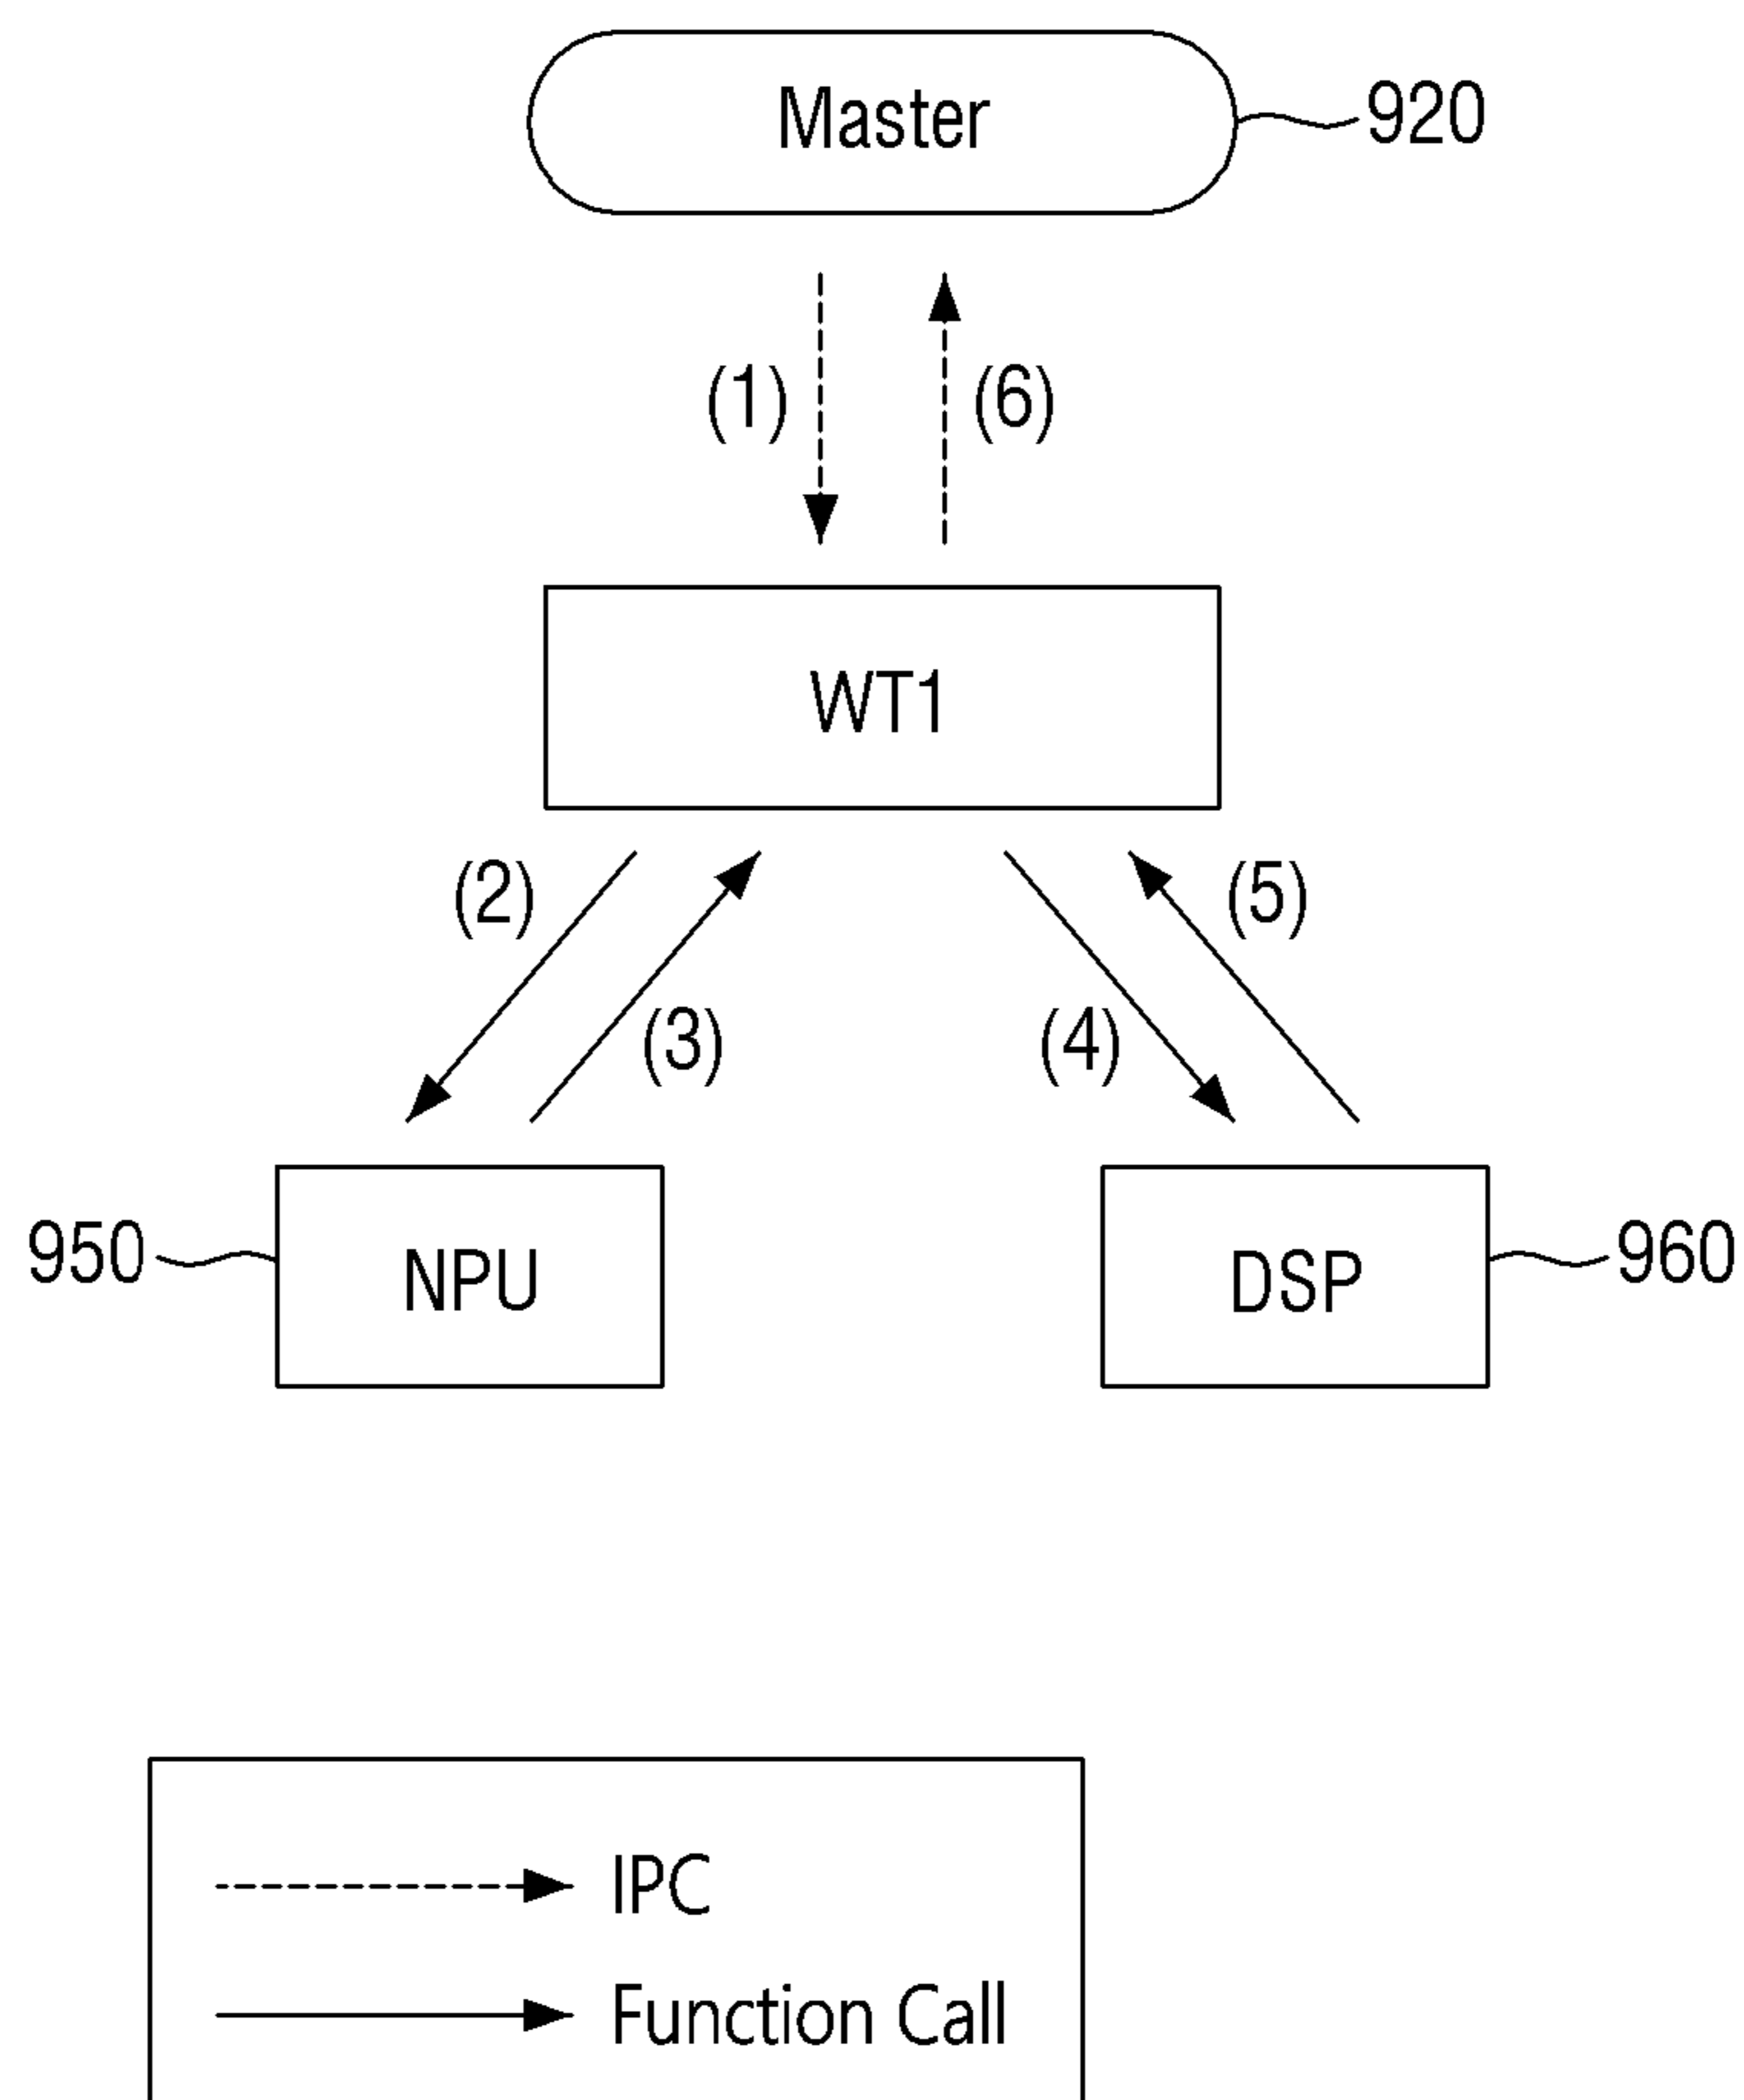 Master 920
(1) (6)
WT1
(2) (5)
(3) (4)
950 NPU DSP 960
IPC
Function Call